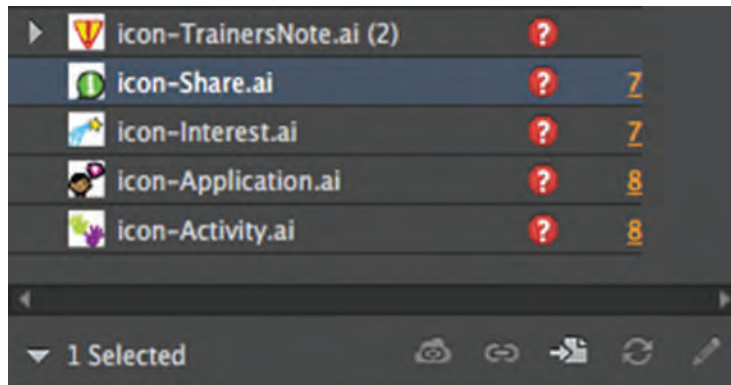 icon-TrainersNote.ai (2) ?
icon-Share.ai ? 7
icon-Interest.ai ? 7
icon-Application.ai ? 8
icon-Activity.ai ? 8
1 Selected